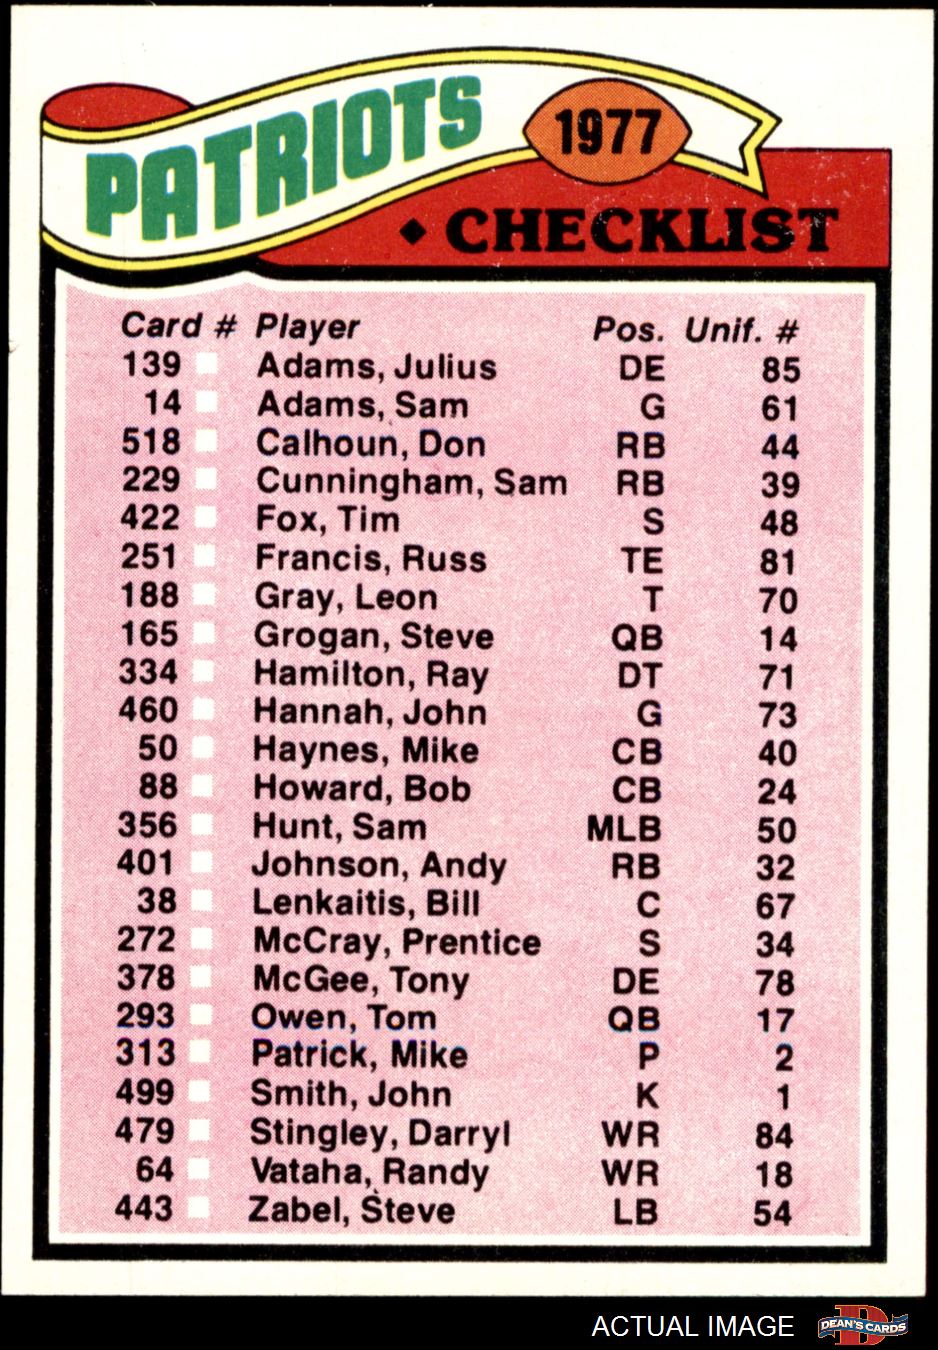 PATRIOTS 1977
◆ CHECKLIST
Card # Player Pos. Unif. #
139 Adams, Julius DE 85
14 Adams, Sam G 61
518 Calhoun, Don RB 44
229 Cunningham, Sam RB 39
422 Fox, Tim S 48
251 Francis, Russ TE 81
188 Gray, Leon T 70
165 Grogan, Steve QB 14
334 Hamilton, Ray DT 71
460 Hannah, John G 73
50 Haynes, Mike CB 40
88 Howard, Bob CB 24
356 Hunt, Sam MLB 50
401 Johnson, Andy RB 32
38 Lenkaitis, Bill C 67
272 McCray, Prentice S 34
378 McGee, Tony DE 78
293 Owen, Tom QB 17
313 Patrick, Mike P 2
499 Smith, John K 1
479 Stingley, Darryl WR 84
64 Vataha, Randy WR 18
443 Zabel, Steve LB 54
ACTUAL IMAGE D DEAN'S CARDS